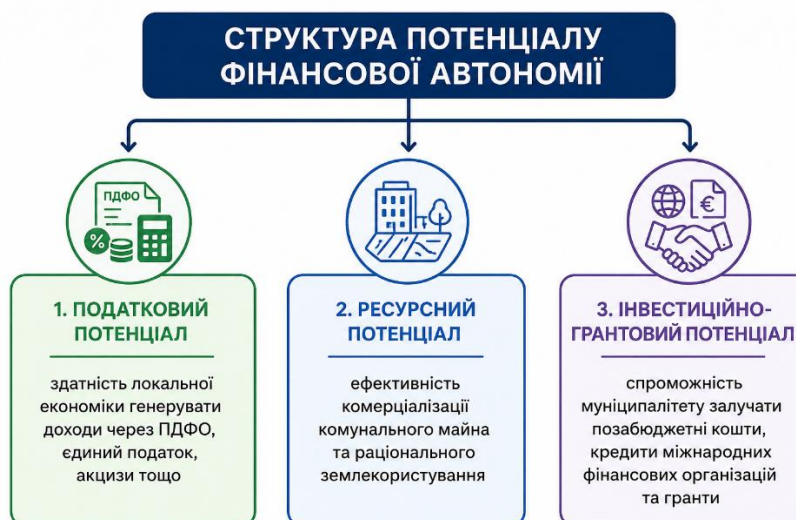 СТРУКТУРА ПОТЕНЦІАЛУ
ФІНАНСОВОЇ АВТОНОМІЇ
ПДФО
%
€
1. ПОДАТКОВИЙ
ПОТЕНЦІАЛ
здатність локальної
економіки генерувати
доходи через ПДФО,
єдиний податок,
акцизи тощо
2. РЕСУРСНИЙ
ПОТЕНЦІАЛ
ефективність
комерціалізації
комунального майна
та раціонального
землекористування
3. ІНВЕСТИЦІЙНО-
ГРАНТОВИЙ ПОТЕНЦІАЛ
спроможність
муніципалітету залучати
позабюджетні кошти,
кредити міжнародних
фінансових організацій
та гранти